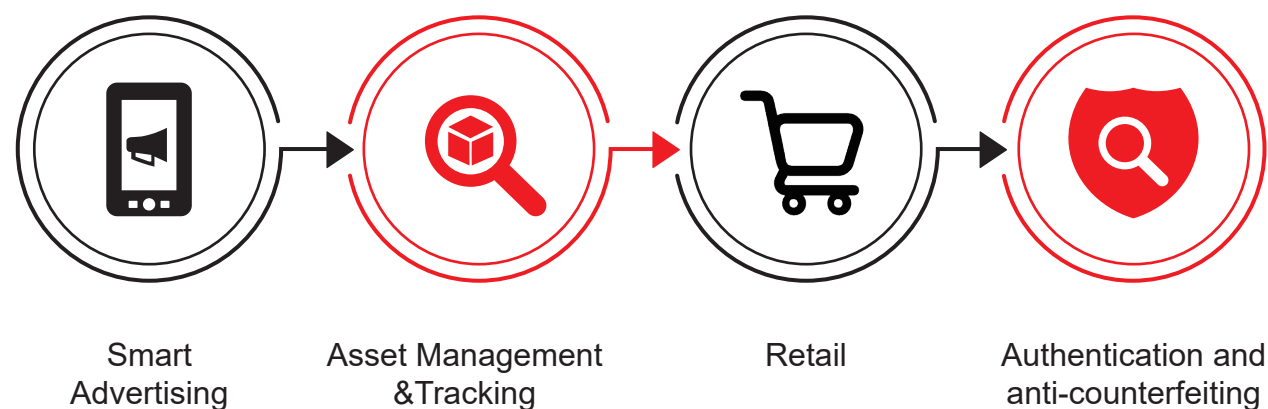 Smart
Advertising
Asset Management
&Tracking
Retail
Authentication and
anti-counterfeiting